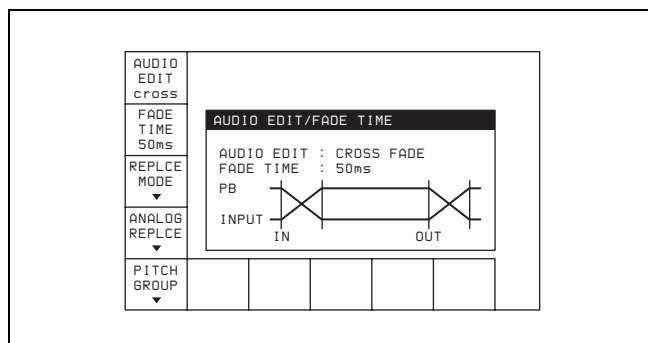 AUDIO
EDIT
cross
FADE
TIME
50ms
REPLCE
MODE
▼
ANALOG
REPLCE
▼
PITCH
GROUP
▼
AUDIO EDIT/FADE TIME
AUDIO EDIT : CROSS FADE
FADE TIME : 50ms
PB
INPUT
IN OUT